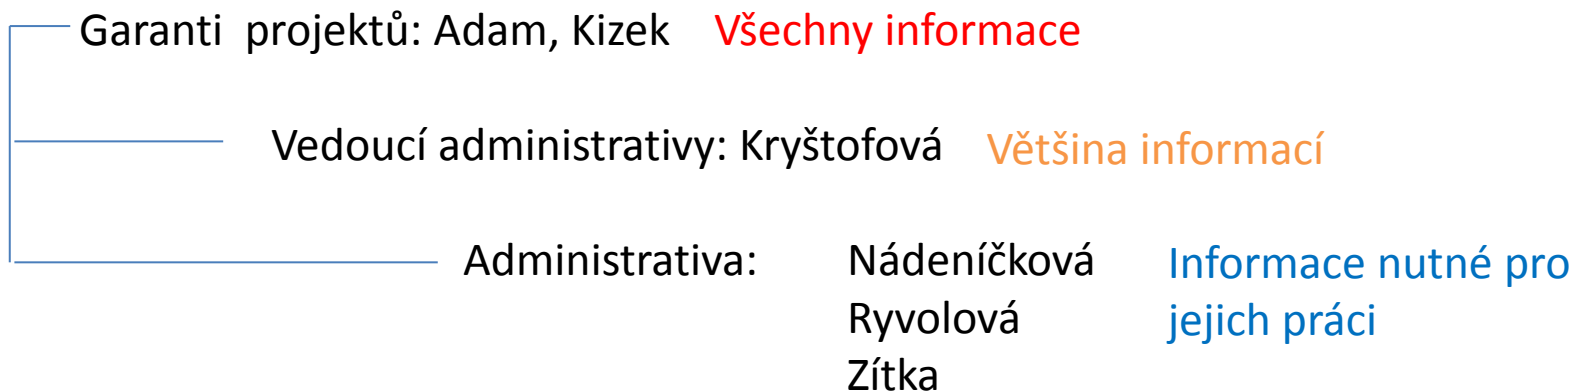 Garanti projektů: Adam, Kizek Všechny informace
Vedoucí administrativy: Kryštofová Většina informací
Administrativa: Nádeníčková Informace nutné pro
Ryvolová jejich práci
Zítka